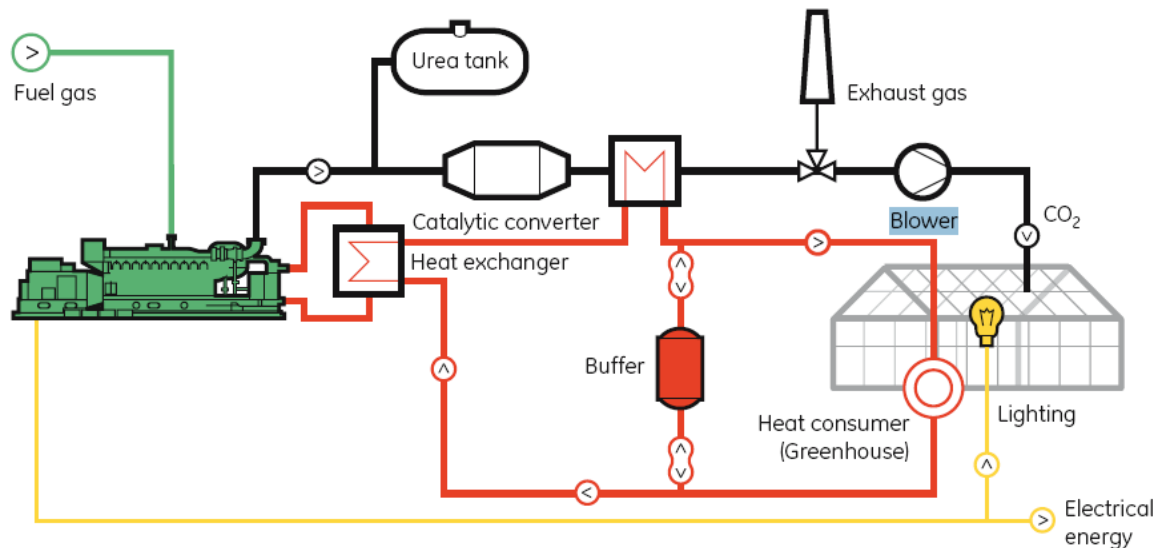 Urea tank
Fuel gas
Exhaust gas
Catalytic converter
Blower
CO₂
Heat exchanger
Buffer
Heat consumer
(Greenhouse)
Lighting
Electrical
energy